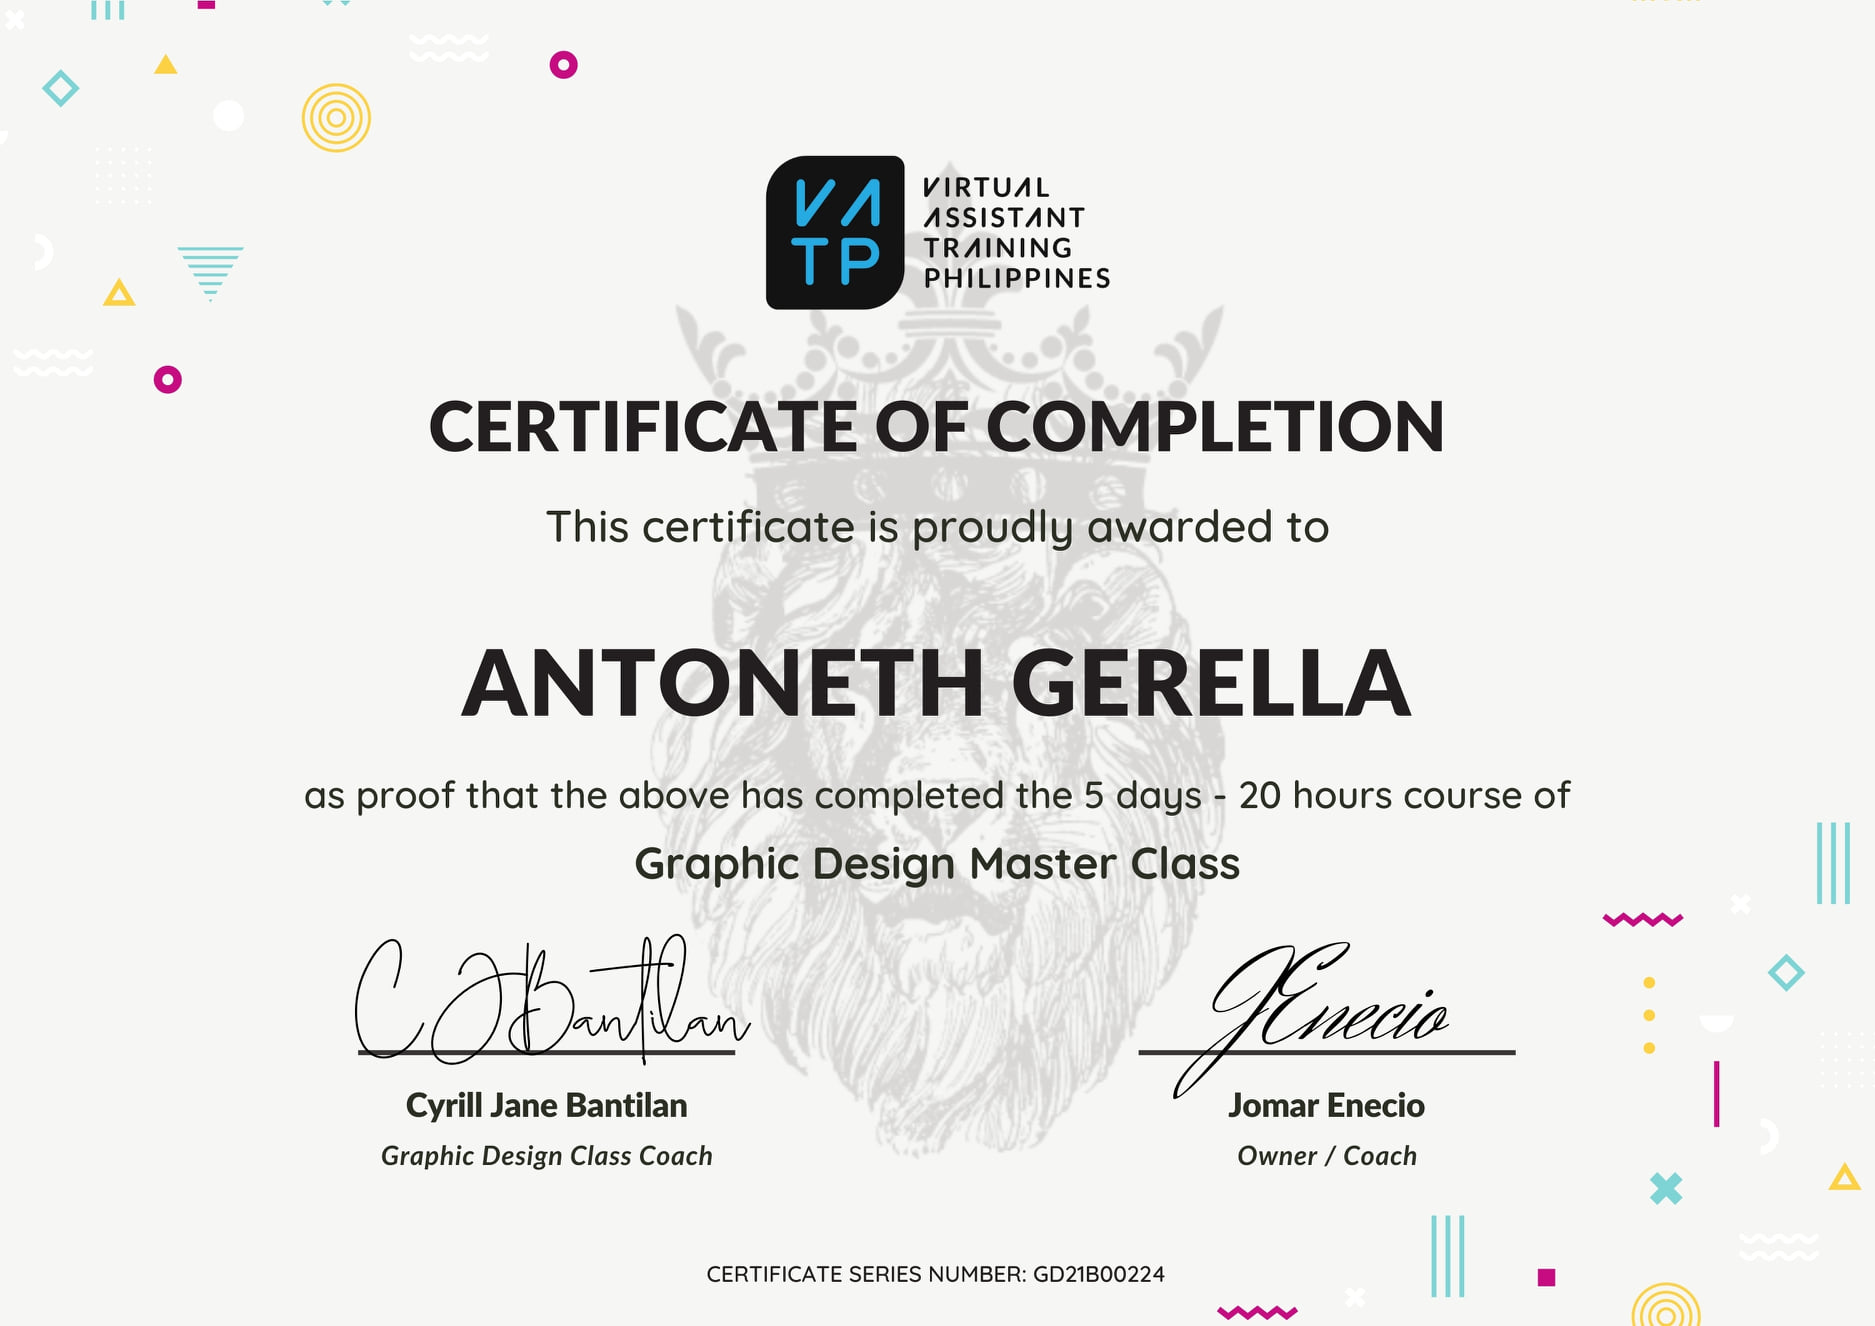 VA
TP
VIRTUAL
ASSISTANT
TRAINING
PHILIPPINES
CERTIFICATE OF COMPLETION
This certificate is proudly awarded to
ANTONETH GERELLA
as proof that the above has completed the 5 days - 20 hours course of
Graphic Design Master Class
CJBantilan
JEnecio
Cyrill Jane Bantilan
Jomar Enecio
Graphic Design Class Coach
Owner / Coach
CERTIFICATE SERIES NUMBER: GD21B00224